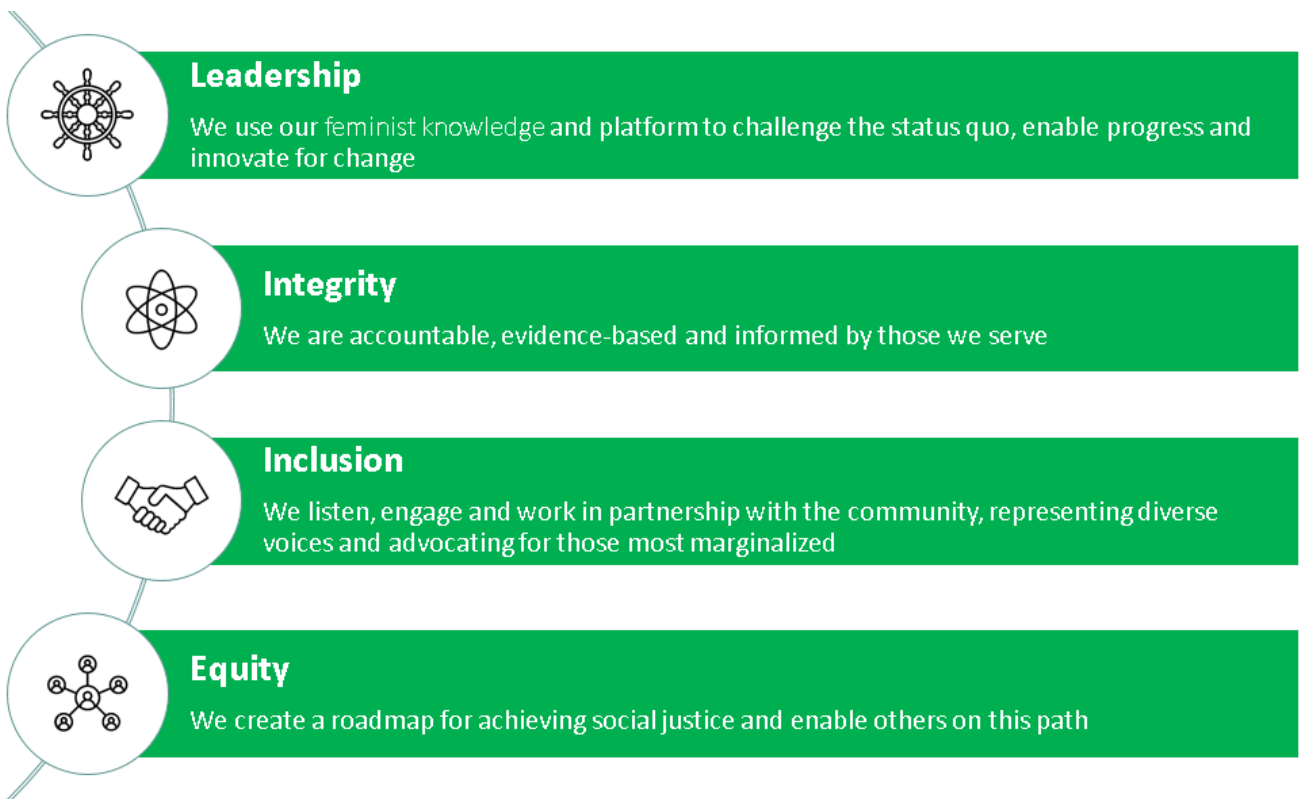 Leadership
We use our feminist knowledge and platform to challenge the status quo, enable progress and
innovate for change
Integrity
We are accountable, evidence-based and informed by those we serve
Inclusion
We listen, engage and work in partnership with the community, representing diverse
voices and advocating for those most marginalized
Equity
We create a roadmap for achieving social justice and enable others on this path